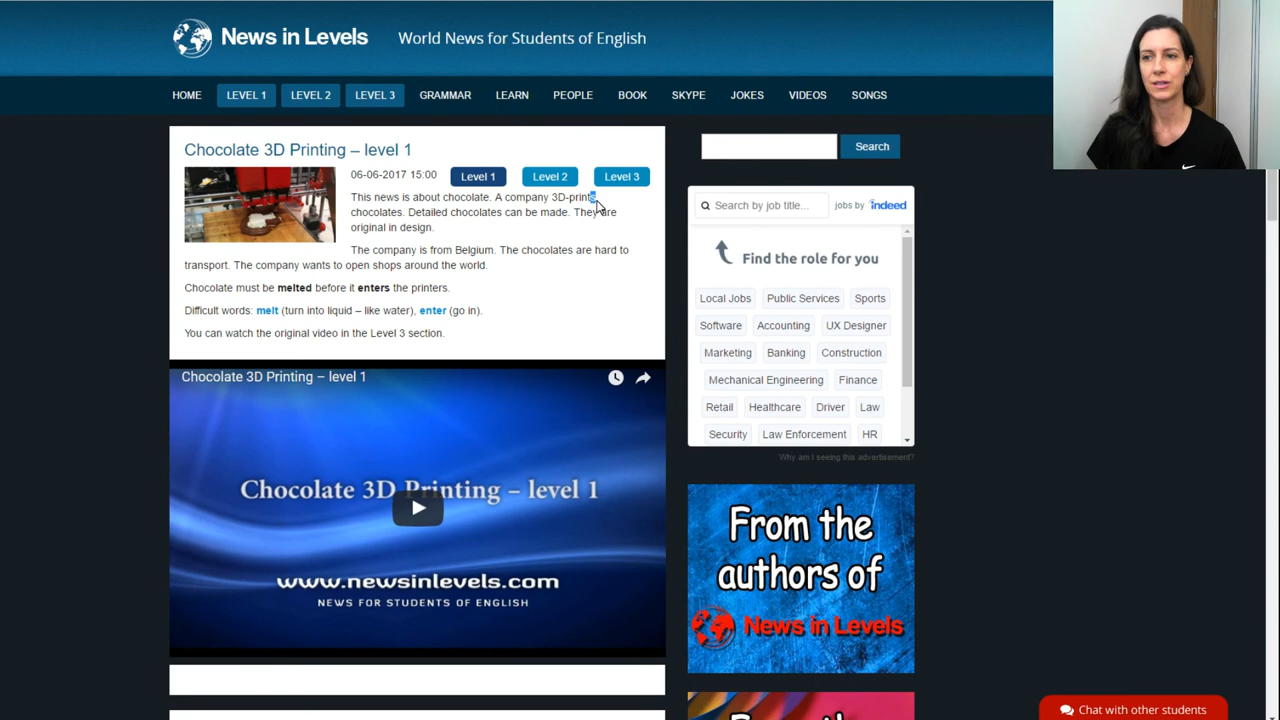 News in Levels
World News for Students of English
HOME LEVEL 1 LEVEL 2 LEVEL 3 GRAMMAR LEARN PEOPLE BOOK SKYPE JOKES VIDEOS SONGS
Chocolate 3D Printing – level 1
06-06-2017 15:00 Level 1 Level 2 Level 3
This news is about chocolate. A company 3D-prints
chocolates. Detailed chocolates can be made. They are
original in design.
The company is from Belgium. The chocolates are hard to
transport. The company wants to open shops around the world.
Chocolate must be melted before it enters the printers.
Difficult words: melt (turn into liquid – like water), enter (go in).
You can watch the original video in the Level 3 section.
Chocolate 3D Printing – level 1
Chocolate 3D Printing – level 1
www.newsinlevels.com
NEWS FOR STUDENTS OF ENGLISH
Search
Search by job title... jobs by indeed
Find the role for you
Local Jobs Public Services Sports
Software Accounting UX Designer
Marketing Banking Construction
Mechanical Engineering Finance
Retail Healthcare Driver Law
Security Law Enforcement HR
Why am I seeing this advertisement?
From the
authors of
News in Levels
From the
Chat with other students